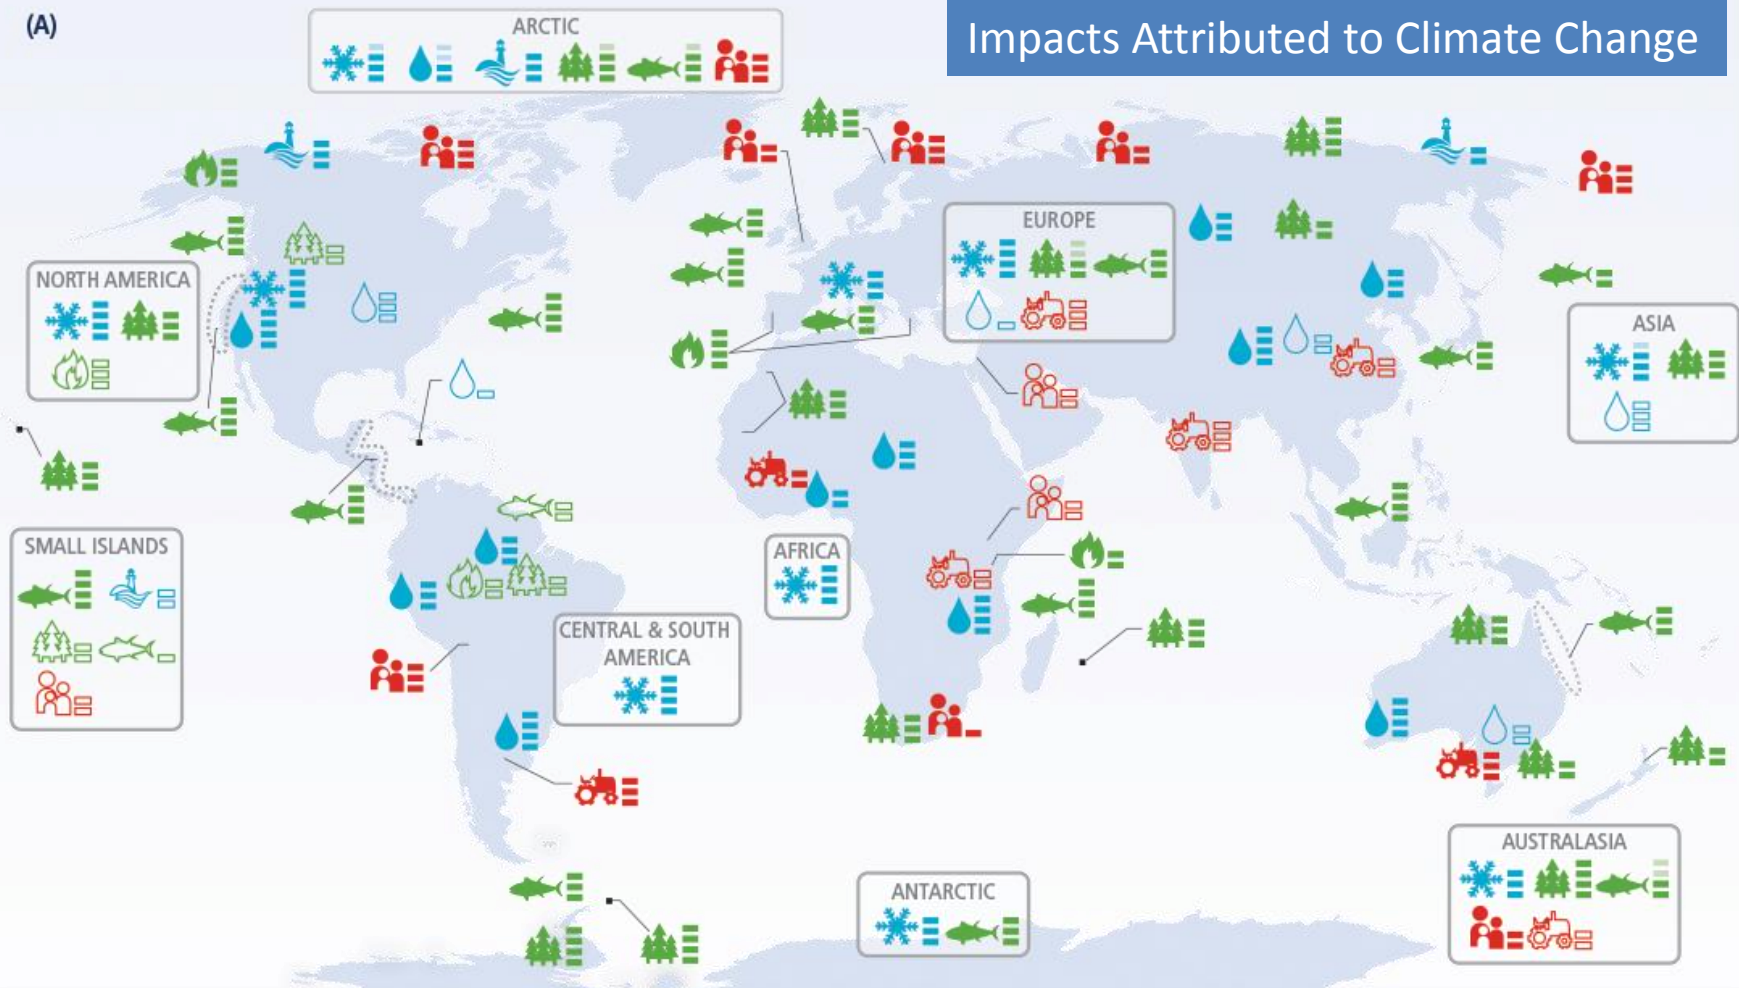 (A)
Impacts Attributed to Climate Change
ARCTIC
EUROPE
NORTH AMERICA
ASIA
SMALL ISLANDS
AFRICA
CENTRAL & SOUTH
AMERICA
AUSTRALASIA
ANTARCTIC